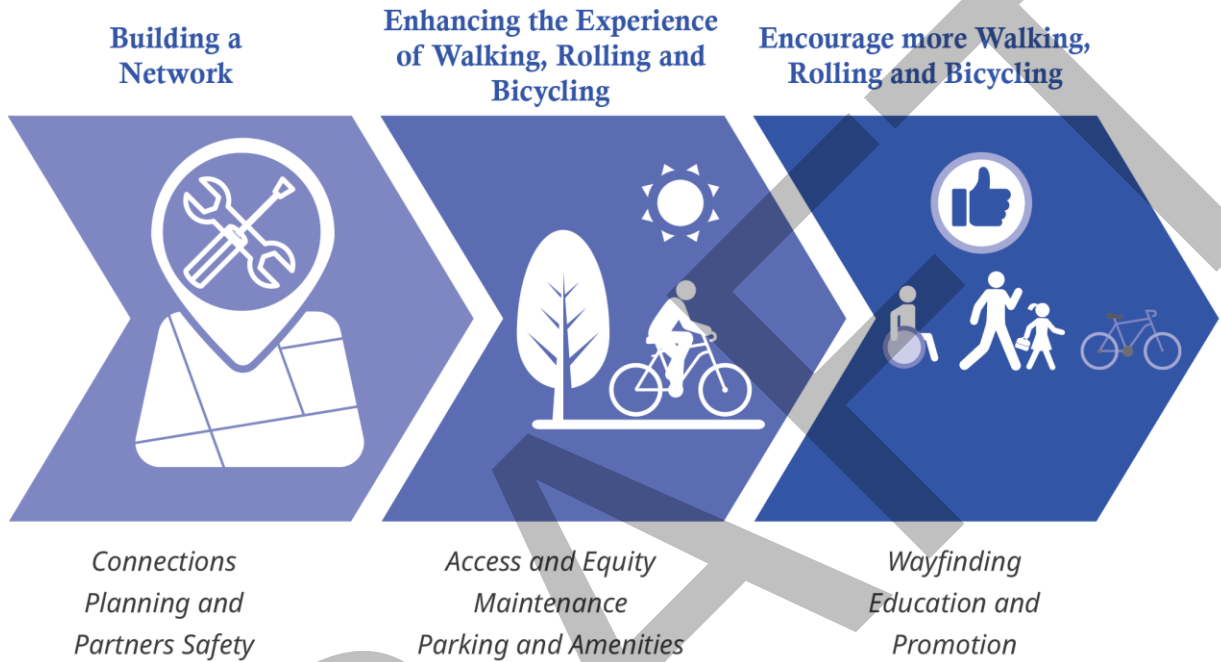 Building a
Network
Enhancing the Experience
of Walking, Rolling and
Bicycling
Encourage more Walking,
Rolling and Bicycling
Connections
Planning and
Partners Safety
Access and Equity
Maintenance
Parking and Amenities
Wayfinding
Education and
Promotion
DRAFT